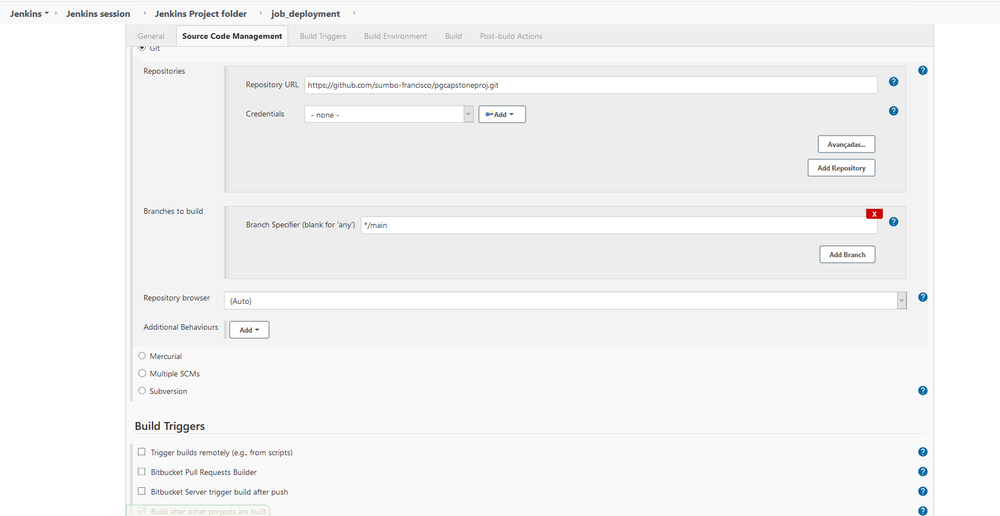 Jenkins Jenkins session Jenkins Project folder job_deployment
General Source Code Management Build Triggers Build Environment Build Post-build Actions
Git
Repositories
Repository URL https://github.com/sumbo-francisco/pgcapstoneproj.git
Credentials - none - Add
Avançadas...
Add Repository
Branches to build
X
Branch Specifier (blank for 'any') */main
Add Branch
Repository browser (Auto)
Additional Behaviours Add
Mercurial
Multiple SCMs
Subversion
Build Triggers
Trigger builds remotely (e.g., from scripts)
Bitbucket Pull Requests Builder
Bitbucket Server trigger build after push
Build after other projects are built